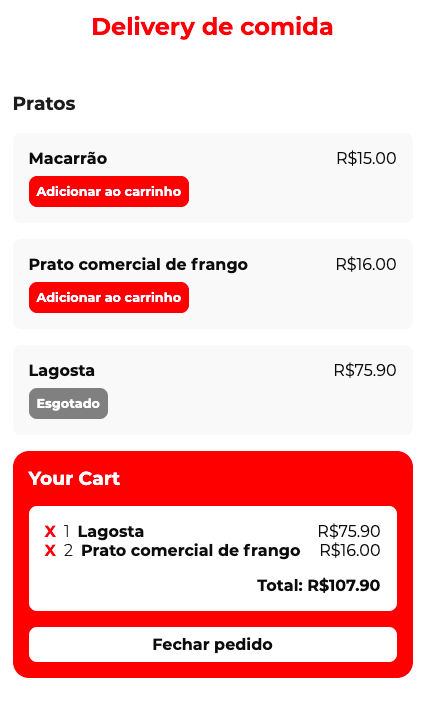 Delivery de comida
Pratos
Macarrão R$15.00
Adicionar ao carrinho
Prato comercial de frango R$16.00
Adicionar ao carrinho
Lagosta R$75.90
Esgotado
Your Cart
X 1 Lagosta R$75.90
X 2 Prato comercial de frango R$16.00
Total: R$107.90
Fechar pedido